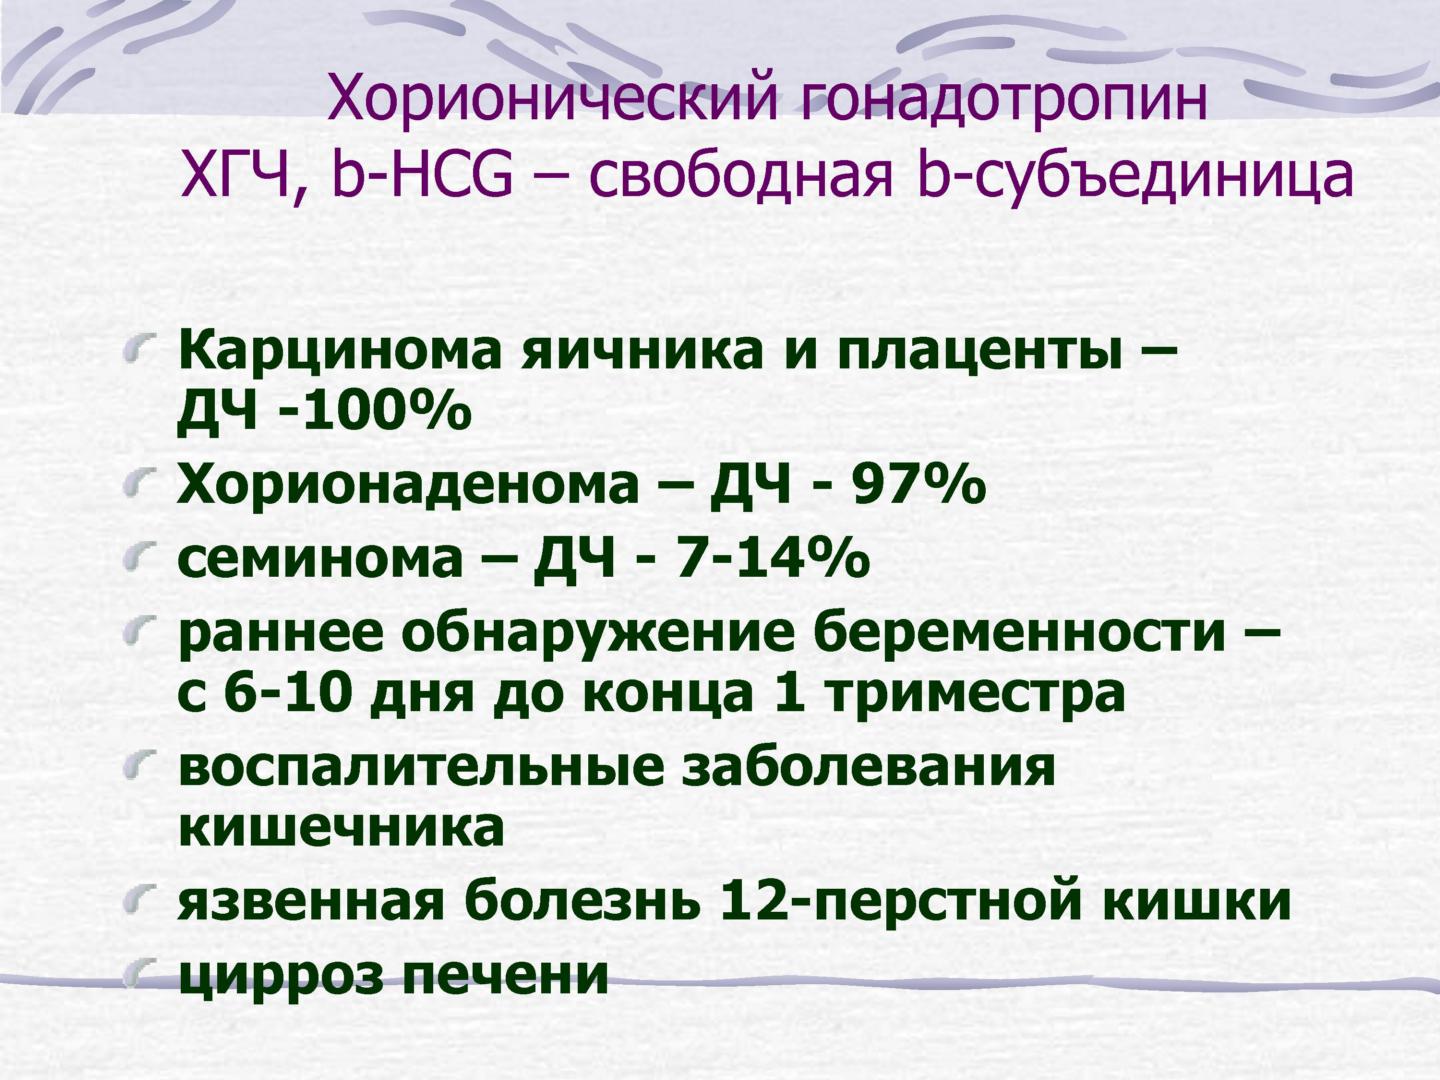 Хорионический гонадотропин
ХГЧ, b-HCG – свободная b-субъединица
Карцинома яичника и плаценты –
ДЧ -100%
Хорионаденома – ДЧ - 97%
семинома – ДЧ - 7-14%
раннее обнаружение беременности –
с 6-10 дня до конца 1 триместра
воспалительные заболевания
кишечника
язвенная болезнь 12-перстной кишки
цирроз печени